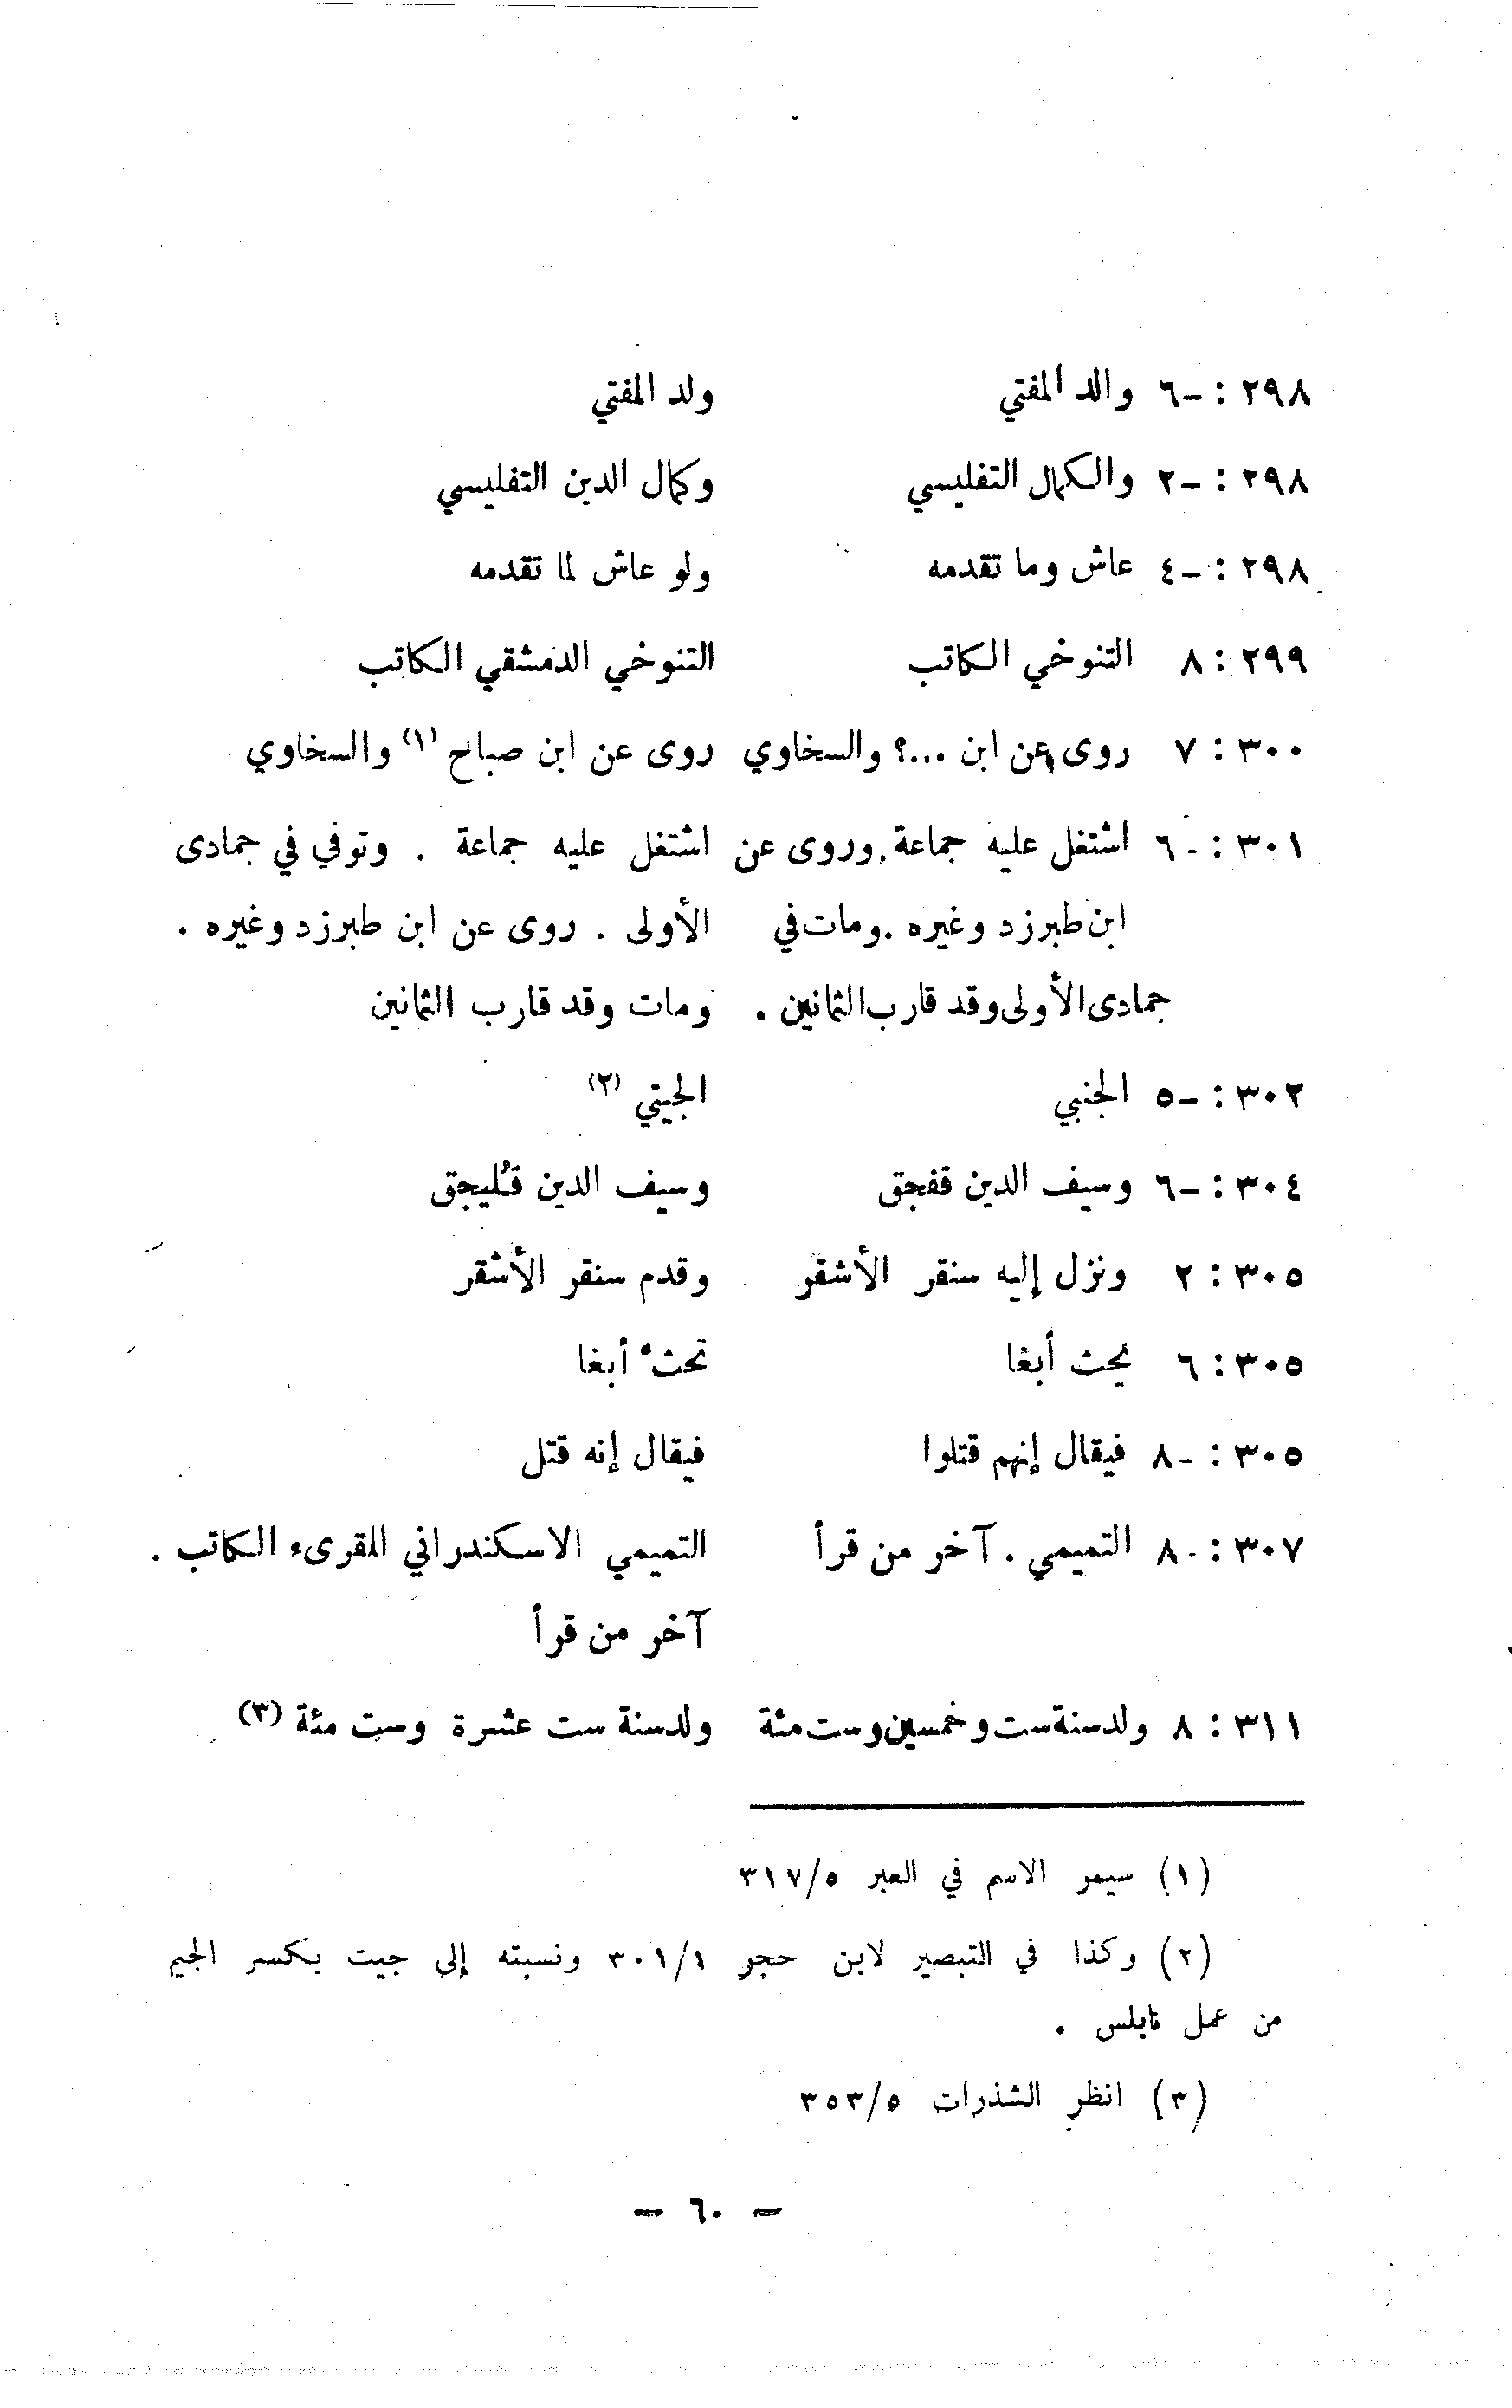 ٢٩٨ : -٦ والد المفتي ولد المفتي
٢٩٨ : -٢ والكمال التفليسي وكمال الدين التفليسي
٢٩٨ : -٤ عاش وما تقدمه ولو عاش لما تقدمه
٢٩٩ : ٨ التنوخي الكاتب التنوخي الدمشقي الكاتب
٣٠٠ : ٧ روى عن ابن ...؟ والسخاوي روى عن ابن صباح (١) والسخاوي
٣٠١ : -٦ اشتغل عليه جماعة . وروى عن اشتغل عليه جماعة . وتوفي في جمادى
ابن طبرزد وغيره . ومات في الأولى . روى عن ابن طبرزد وغيره .
جمادى الأولى وقد قارب الثمانين . ومات وقد قارب الثمانين
٣٠٢ : -٥ الجنبي الجيتي (٢)
٣٠٤ : -٦ وسيف الدين قفجق وسيف الدين قُليجق
٣٠٥ : ٢ ونزل إليه سنقر الأشقر وقدم سنقر الأشقر
٣٠٥ : ٦ بحث أبغا تحث أبغا
٣٠٥ : -٨ فيقال إنهم قتلوا فيقال إنه قتل
٣٠٧ : -٨ التميمي . آخر من قرأ التميمي الاسكندراني المقرىء الكاتب .
آخر من قرأ
٣١١ : ٨ ولد سنة ست وخمسين وست مئة ولد سنة ست عشرة وست مئة (٣)
(١) سيمر الاسم في العبر ٣١٧/٥
(٢) وكذا في التبصير لابن حجر ٣٠١/١ ونسبته إلى جيت بكسر الجيم
من عمل نابلس .
(٣) انظر الشذرات ٣٥٣/٥
— ٦٠ —